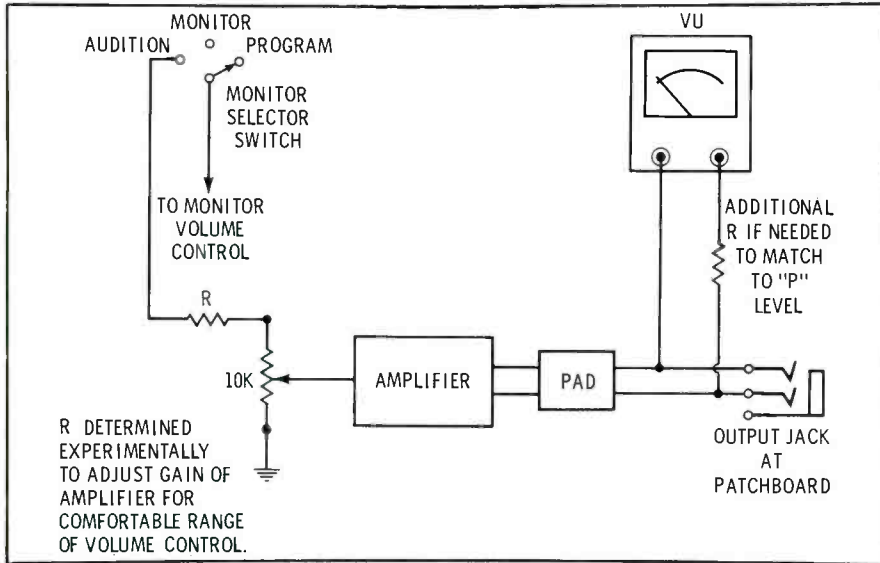 MONITOR
AUDITION
PROGRAM
MONITOR
SELECTOR
SWITCH
TO MONITOR
VOLUME
CONTROL
VU
ADDITIONAL
R IF NEEDED
TO MATCH
TO "P"
LEVEL
R
10K
AMPLIFIER
PAD
OUTPUT JACK
AT
PATCHBOARD
R DETERMINED
EXPERIMENTALLY
TO ADJUST GAIN OF
AMPLIFIER FOR
COMFORTABLE RANGE
OF VOLUME CONTROL.